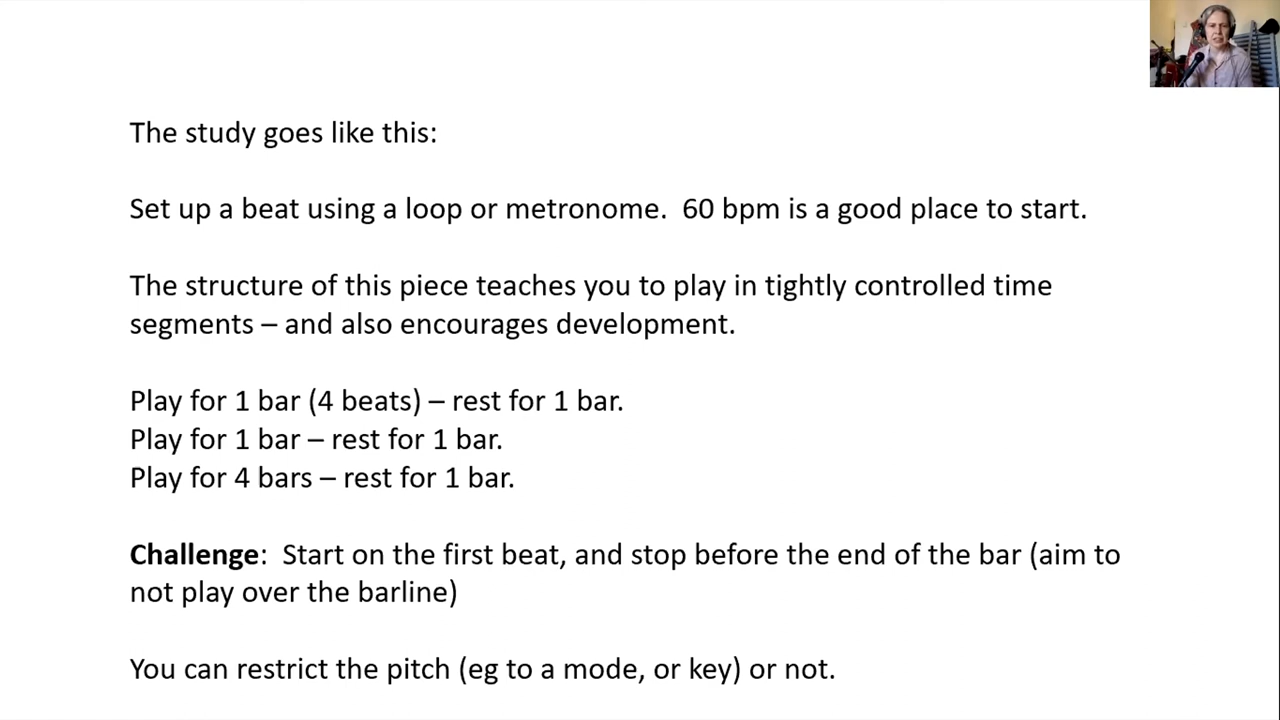 The study goes like this:
Set up a beat using a loop or metronome.  60 bpm is a good place to start.
The structure of this piece teaches you to play in tightly controlled time
segments – and also encourages development.
Play for 1 bar (4 beats) – rest for 1 bar.
Play for 1 bar – rest for 1 bar.
Play for 4 bars – rest for 1 bar.
Challenge:  Start on the first beat, and stop before the end of the bar (aim to
not play over the barline)
You can restrict the pitch (eg to a mode, or key) or not.